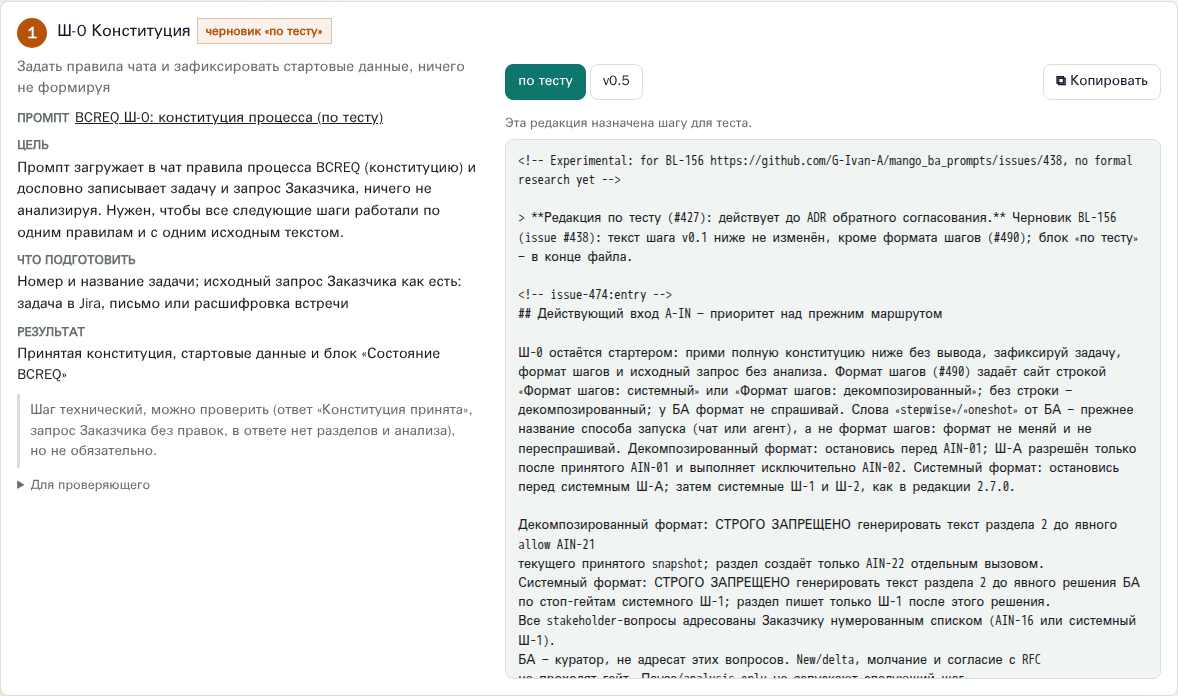 1 Ш-0 Конституция черновик «по тесту»
Задать правила чата и зафиксировать стартовые данные, ничего
не формируя
ПРОМПТ BCREQ Ш-0: конституция процесса (по тесту)
ЦЕЛЬ
Промпт загружает в чат правила процесса BCREQ (конституцию) и
дословно записывает задачу и запрос Заказчика, ничего не
анализируя. Нужен, чтобы все следующие шаги работали по
одним правилам и с одним исходным текстом.
ЧТО ПОДГОТОВИТЬ
Номер и название задачи; исходный запрос Заказчика как есть:
задача в Jira, письмо или расшифровка встречи
РЕЗУЛЬТАТ
Принятая конституция, стартовые данные и блок «Состояние
BCREQ»
Шаг технический, можно проверить (ответ «Конституция принята»,
запрос Заказчика без правок, в ответе нет разделов и анализа),
но не обязательно.
Для проверяющего
по тесту v0.5 Копировать
Эта редакция назначена шагу для теста.
<!-- Experimental: for BL-156 https://github.com/G-Ivan-A/mango_ba_prompts/issues/438, no formal
research yet -->
> **Редакция по тесту (#427): действует до ADR обратного согласования.** Черновик BL-156
(issue #438): текст шага v0.1 ниже не изменён, кроме формата шагов (#490); блок «по тесту»
– в конце файла.
<!-- issue-474:entry -->
## Действующий вход A-IN – приоритет над прежним маршрутом
Ш-0 остаётся стартером: прими полную конституцию ниже без вывода, зафиксируй задачу,
формат шагов и исходный запрос без анализа. Формат шагов (#490) задаёт сайт строкой
«Формат шагов: системный» или «Формат шагов: декомпозированный»; без строки –
декомпозированный; у БА формат не спрашивай. Слова «stepwise»/«oneshot» от БА – прежнее
название способа запуска (чат или агент), а не формат шагов: формат не меняй и не
переспрашивай. Декомпозированный формат: остановись перед AIN-01; Ш-А разрешён только
после принятого AIN-01 и выполняет исключительно AIN-02. Системный формат: остановись
перед системным Ш-А; затем системные Ш-1 и Ш-2, как в редакции 2.7.0.
Декомпозированный формат: СТРОГО ЗАПРЕЩЕНО генерировать текст раздела 2 до явного
allow AIN-21
текущего принятого snapshot; раздел создаёт только AIN-22 отдельным вызовом.
Системный формат: СТРОГО ЗАПРЕЩЕНО генерировать текст раздела 2 до явного решения БА
по стоп-гейтам системного Ш-1; раздел пишет только Ш-1 после этого решения.
Все stakeholder-вопросы адресованы Заказчику нумерованным списком (AIN-16 или системный
Ш-1).
БА – куратор, не адресат этих вопросов. New/delta, молчание и согласие с RFC